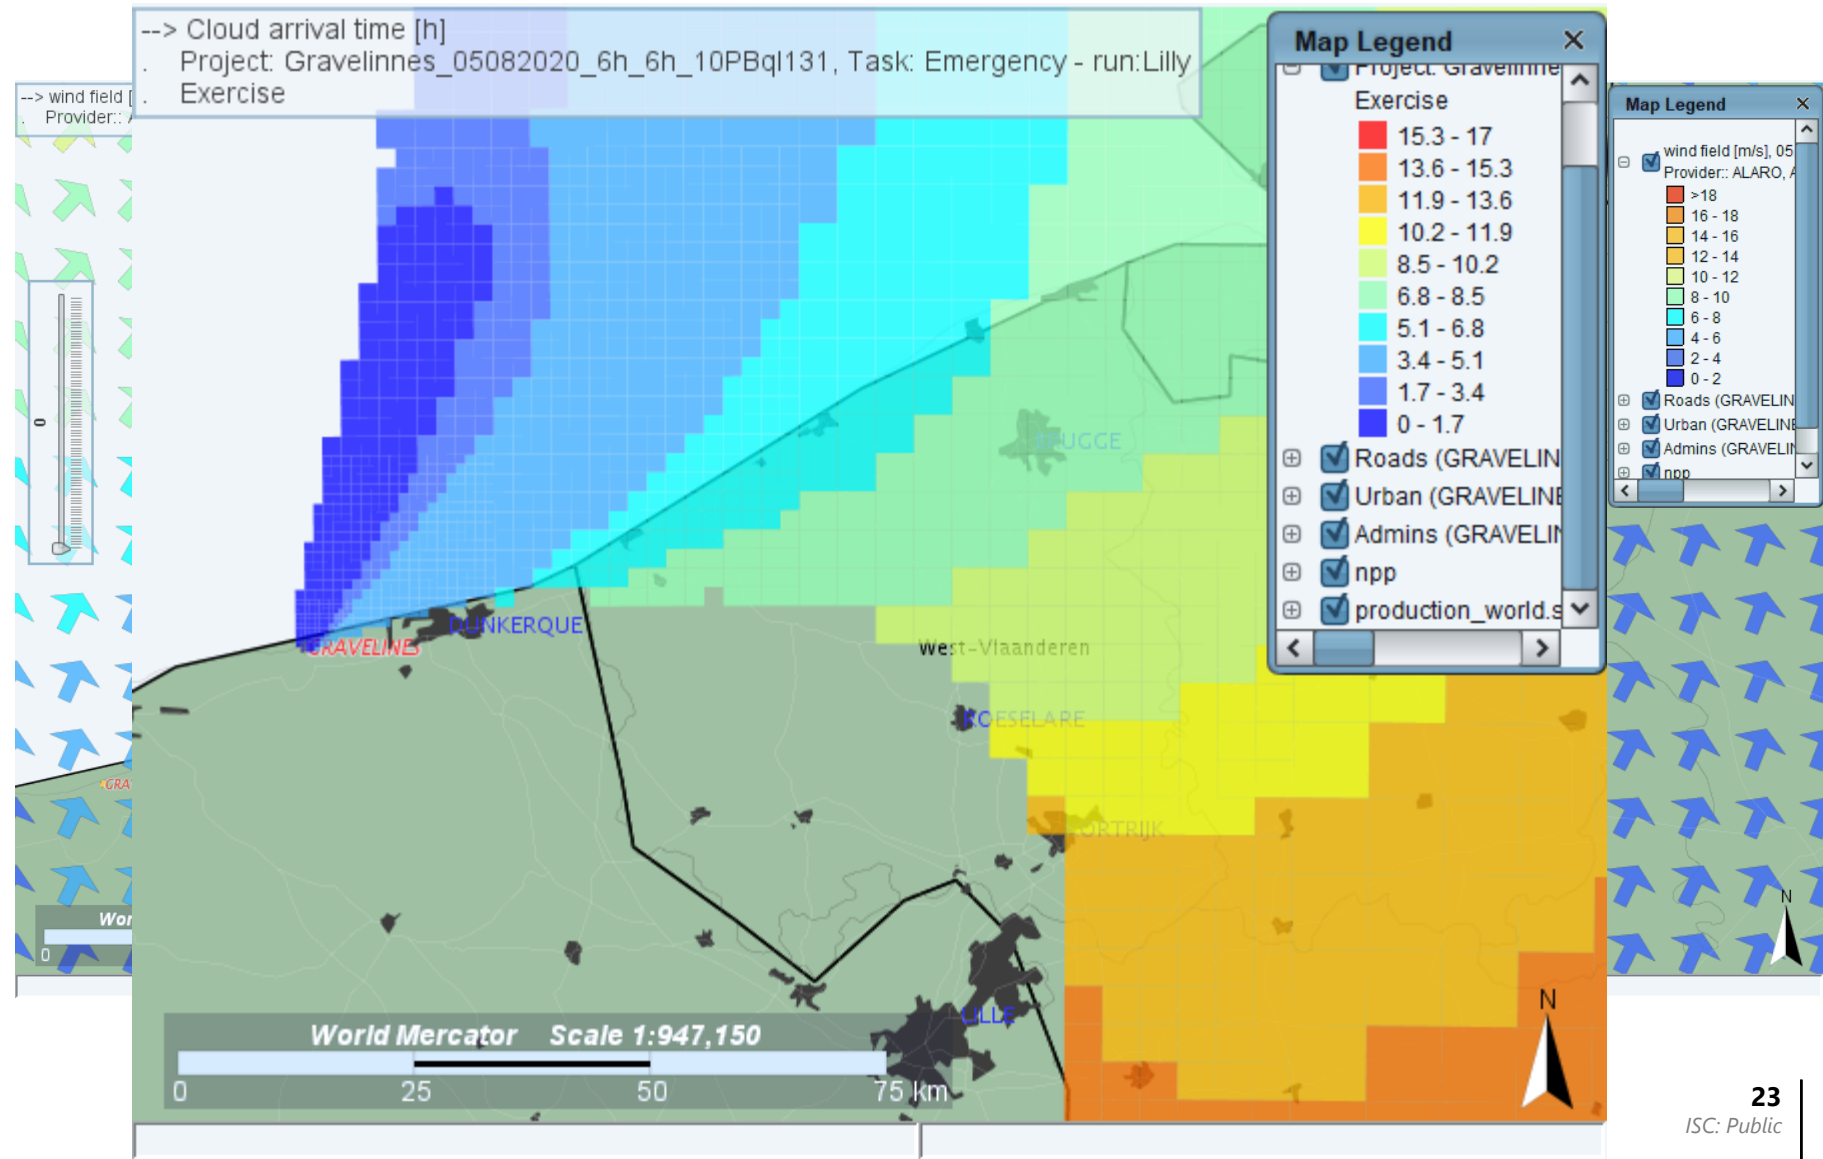 --> Cloud arrival time [h]
. Project: Gravelinnes_05082020_6h_6h_10PBql131, Task: Emergency - run:Lilly
. Exercise
--> wind field [
. Provider::
Map Legend
Project: Gravelinne
Exercise
15.3 - 17
13.6 - 15.3
11.9 - 13.6
10.2 - 11.9
8.5 - 10.2
6.8 - 8.5
5.1 - 6.8
3.4 - 5.1
1.7 - 3.4
0 - 1.7
Roads (GRAVELIN
Urban (GRAVELINE
Admins (GRAVELIN
npp
production_world.s
Map Legend
wind field [m/s], 05
Provider:: ALARO, A
>18
16 - 18
14 - 16
12 - 14
10 - 12
8 - 10
6 - 8
4 - 6
2 - 4
0 - 2
Roads (GRAVELIN
Urban (GRAVELINE
Admins (GRAVELIN
npp
0
BRUGGE
DUNKERQUE
GRAVELINES
West-Vlaanderen
ROESELARE
GRA
KORTRIJK
LILLE
N
N
Wor
0
World Mercator Scale 1:947,150
0 25 50 75 km
23
ISC: Public